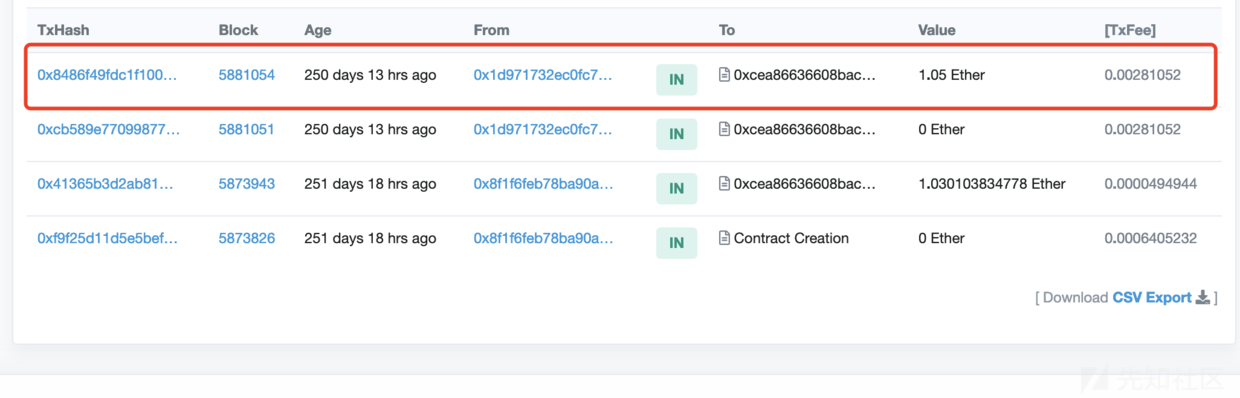 TxHash Block Age From To Value [TxFee]
0x8486f49fdc1f100... 5881054 250 days 13 hrs ago 0x1d971732ec0fc7... IN 0xcea86636608bac... 1.05 Ether 0.00281052
0xcb589e77099877... 5881051 250 days 13 hrs ago 0x1d971732ec0fc7... IN 0xcea86636608bac... 0 Ether 0.00281052
0x41365b3d2ab81... 5873943 251 days 18 hrs ago 0x8f1f6feb78ba90a... IN 0xcea86636608bac... 1.030103834778 Ether 0.0000494944
0xf9f25d11d5e5bef... 5873826 251 days 18 hrs ago 0x8f1f6feb78ba90a... IN Contract Creation 0 Ether 0.0006405232
[ Download CSV Export ]
先知社区